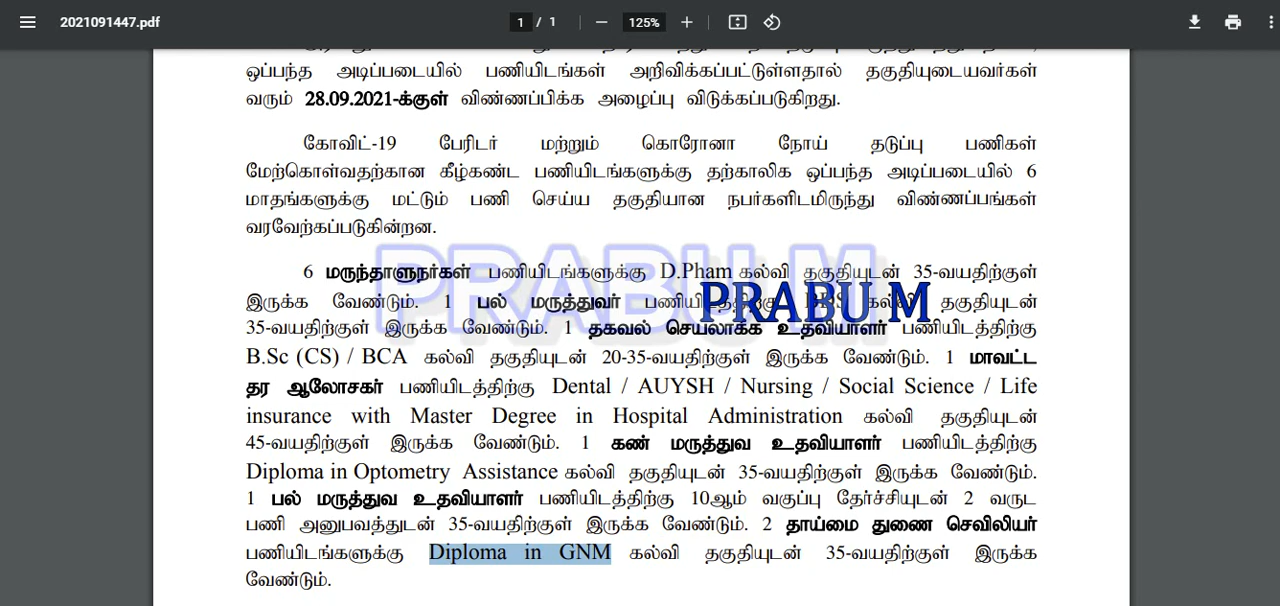 2021091447.pdf
1 / 1
125%
ஒப்பந்த அடிப்படையில் பணியிடங்கள் அறிவிக்கப்பட்டுள்ளதால் தகுதியுடையவர்கள்
வரும் 28.09.2021-க்குள் விண்ணப்பிக்க அழைப்பு விடுக்கப்படுகிறது.
கோவிட்-19 பேரிடர் மற்றும் கொரோனா நோய் தடுப்பு பணிகள்
மேற்கொள்வதற்கான கீழ்கண்ட பணியிடங்களுக்கு தற்காலிக ஒப்பந்த அடிப்படையில் 6
மாதங்களுக்கு மட்டும் பணி செய்ய தகுதியான நபர்களிடமிருந்து விண்ணப்பங்கள்
வரவேற்கப்படுகின்றன.
PRABU M
6 மருந்தாளுநர்கள் பணியிடங்களுக்கு D.Pham கல்வி தகுதியுடன் 35-வயதிற்குள்
PRABU M
இருக்க வேண்டும். 1 பல் மருத்துவர் கல்வி தகுதியுடன்
35-வயதிற்குள் இருக்க வேண்டும். 1 தகவல் செயலாக்க உதவியாளர் பணியிடத்திற்கு
B.Sc (CS) / BCA கல்வி தகுதியுடன் 20-35-வயதிற்குள் இருக்க வேண்டும். 1 மாவட்ட
தர ஆலோசகர் பணியிடத்திற்கு Dental / AUYSH / Nursing / Social Science / Life
insurance with Master Degree in Hospital Administration கல்வி தகுதியுடன்
45-வயதிற்குள் இருக்க வேண்டும். 1 கண் மருத்துவ உதவியாளர் பணியிடத்திற்கு
Diploma in Optometry Assistance கல்வி தகுதியுடன் 35-வயதிற்குள் இருக்க வேண்டும்.
1 பல் மருத்துவ உதவியாளர் பணியிடத்திற்கு 10ஆம் வகுப்பு தேர்ச்சியுடன் 2 வருட
பணி அனுபவத்துடன் 35-வயதிற்குள் இருக்க வேண்டும். 2 தாய்மை துணை செவிலியர்
பணியிடங்களுக்கு Diploma in GNM கல்வி தகுதியுடன் 35-வயதிற்குள் இருக்க
வேண்டும்.